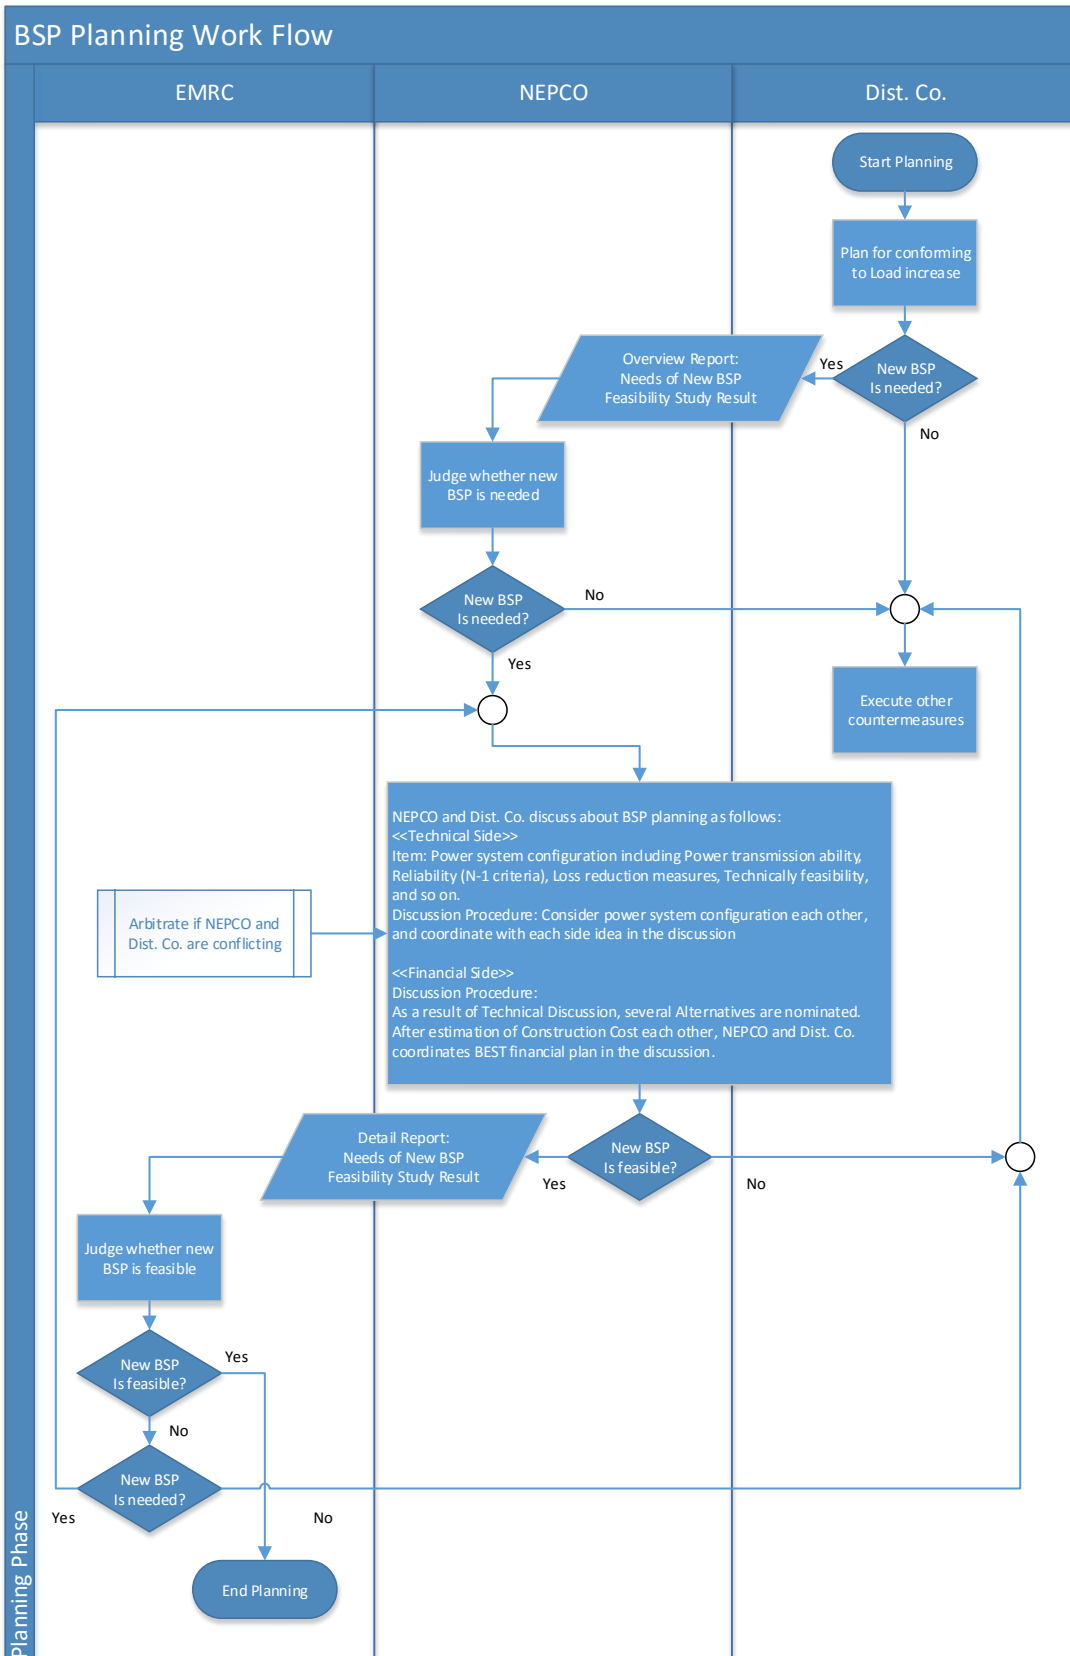 BSP Planning Work Flow
EMRC
NEPCO
Dist. Co.
Start Planning
Plan for conforming
to Load increase
New BSP
Is needed?
Yes
No
Overview Report:
Needs of New BSP
Feasibility Study Result
Judge whether new
BSP is needed
New BSP
Is needed?
No
Yes
Execute other
countermeasures
NEPCO and Dist. Co. discuss about BSP planning as follows:
<<Technical Side>>
Item: Power system configuration including Power transmission ability,
Reliability (N-1 criteria), Loss reduction measures, Technically feasibility,
and so on.
Discussion Procedure: Consider power system configuration each other,
and coordinate with each side idea in the discussion
<<Financial Side>>
Discussion Procedure:
As a result of Technical Discussion, several Alternatives are nominated.
After estimation of Construction Cost each other, NEPCO and Dist. Co.
coordinates BEST financial plan in the discussion.
Arbitrate if NEPCO and
Dist. Co. are conflicting
New BSP
Is feasible?
Yes
No
Detail Report:
Needs of New BSP
Feasibility Study Result
Judge whether new
BSP is feasible
New BSP
Is feasible?
Yes
No
New BSP
Is needed?
Yes
No
End Planning
Planning Phase